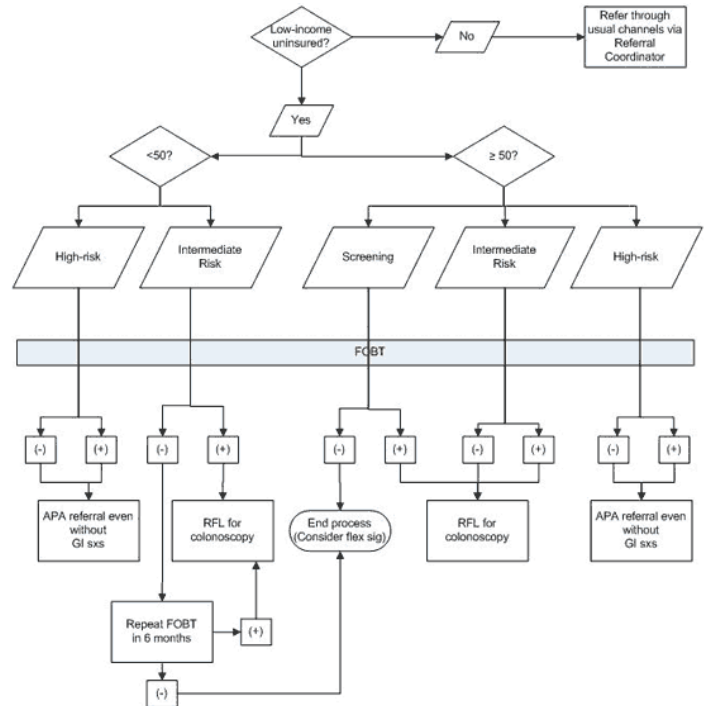 Low-income
uninsured?
No
Refer through
usual channels via
Referral
Coordinator
Yes
<50?
≥ 50?
High-risk
Intermediate
Risk
Screening
Intermediate
Risk
High-risk
FOBT
(-)
(+)
(-)
(+)
(-)
(+)
(-)
(+)
(-)
(+)
APA referral even
without
GI sxs
RFL for
colonoscopy
End process
(Consider flex sig)
RFL for
colonoscopy
APA referral even
without
GI sxs
Repeat FOBT
in 6 months
(+)
(-)